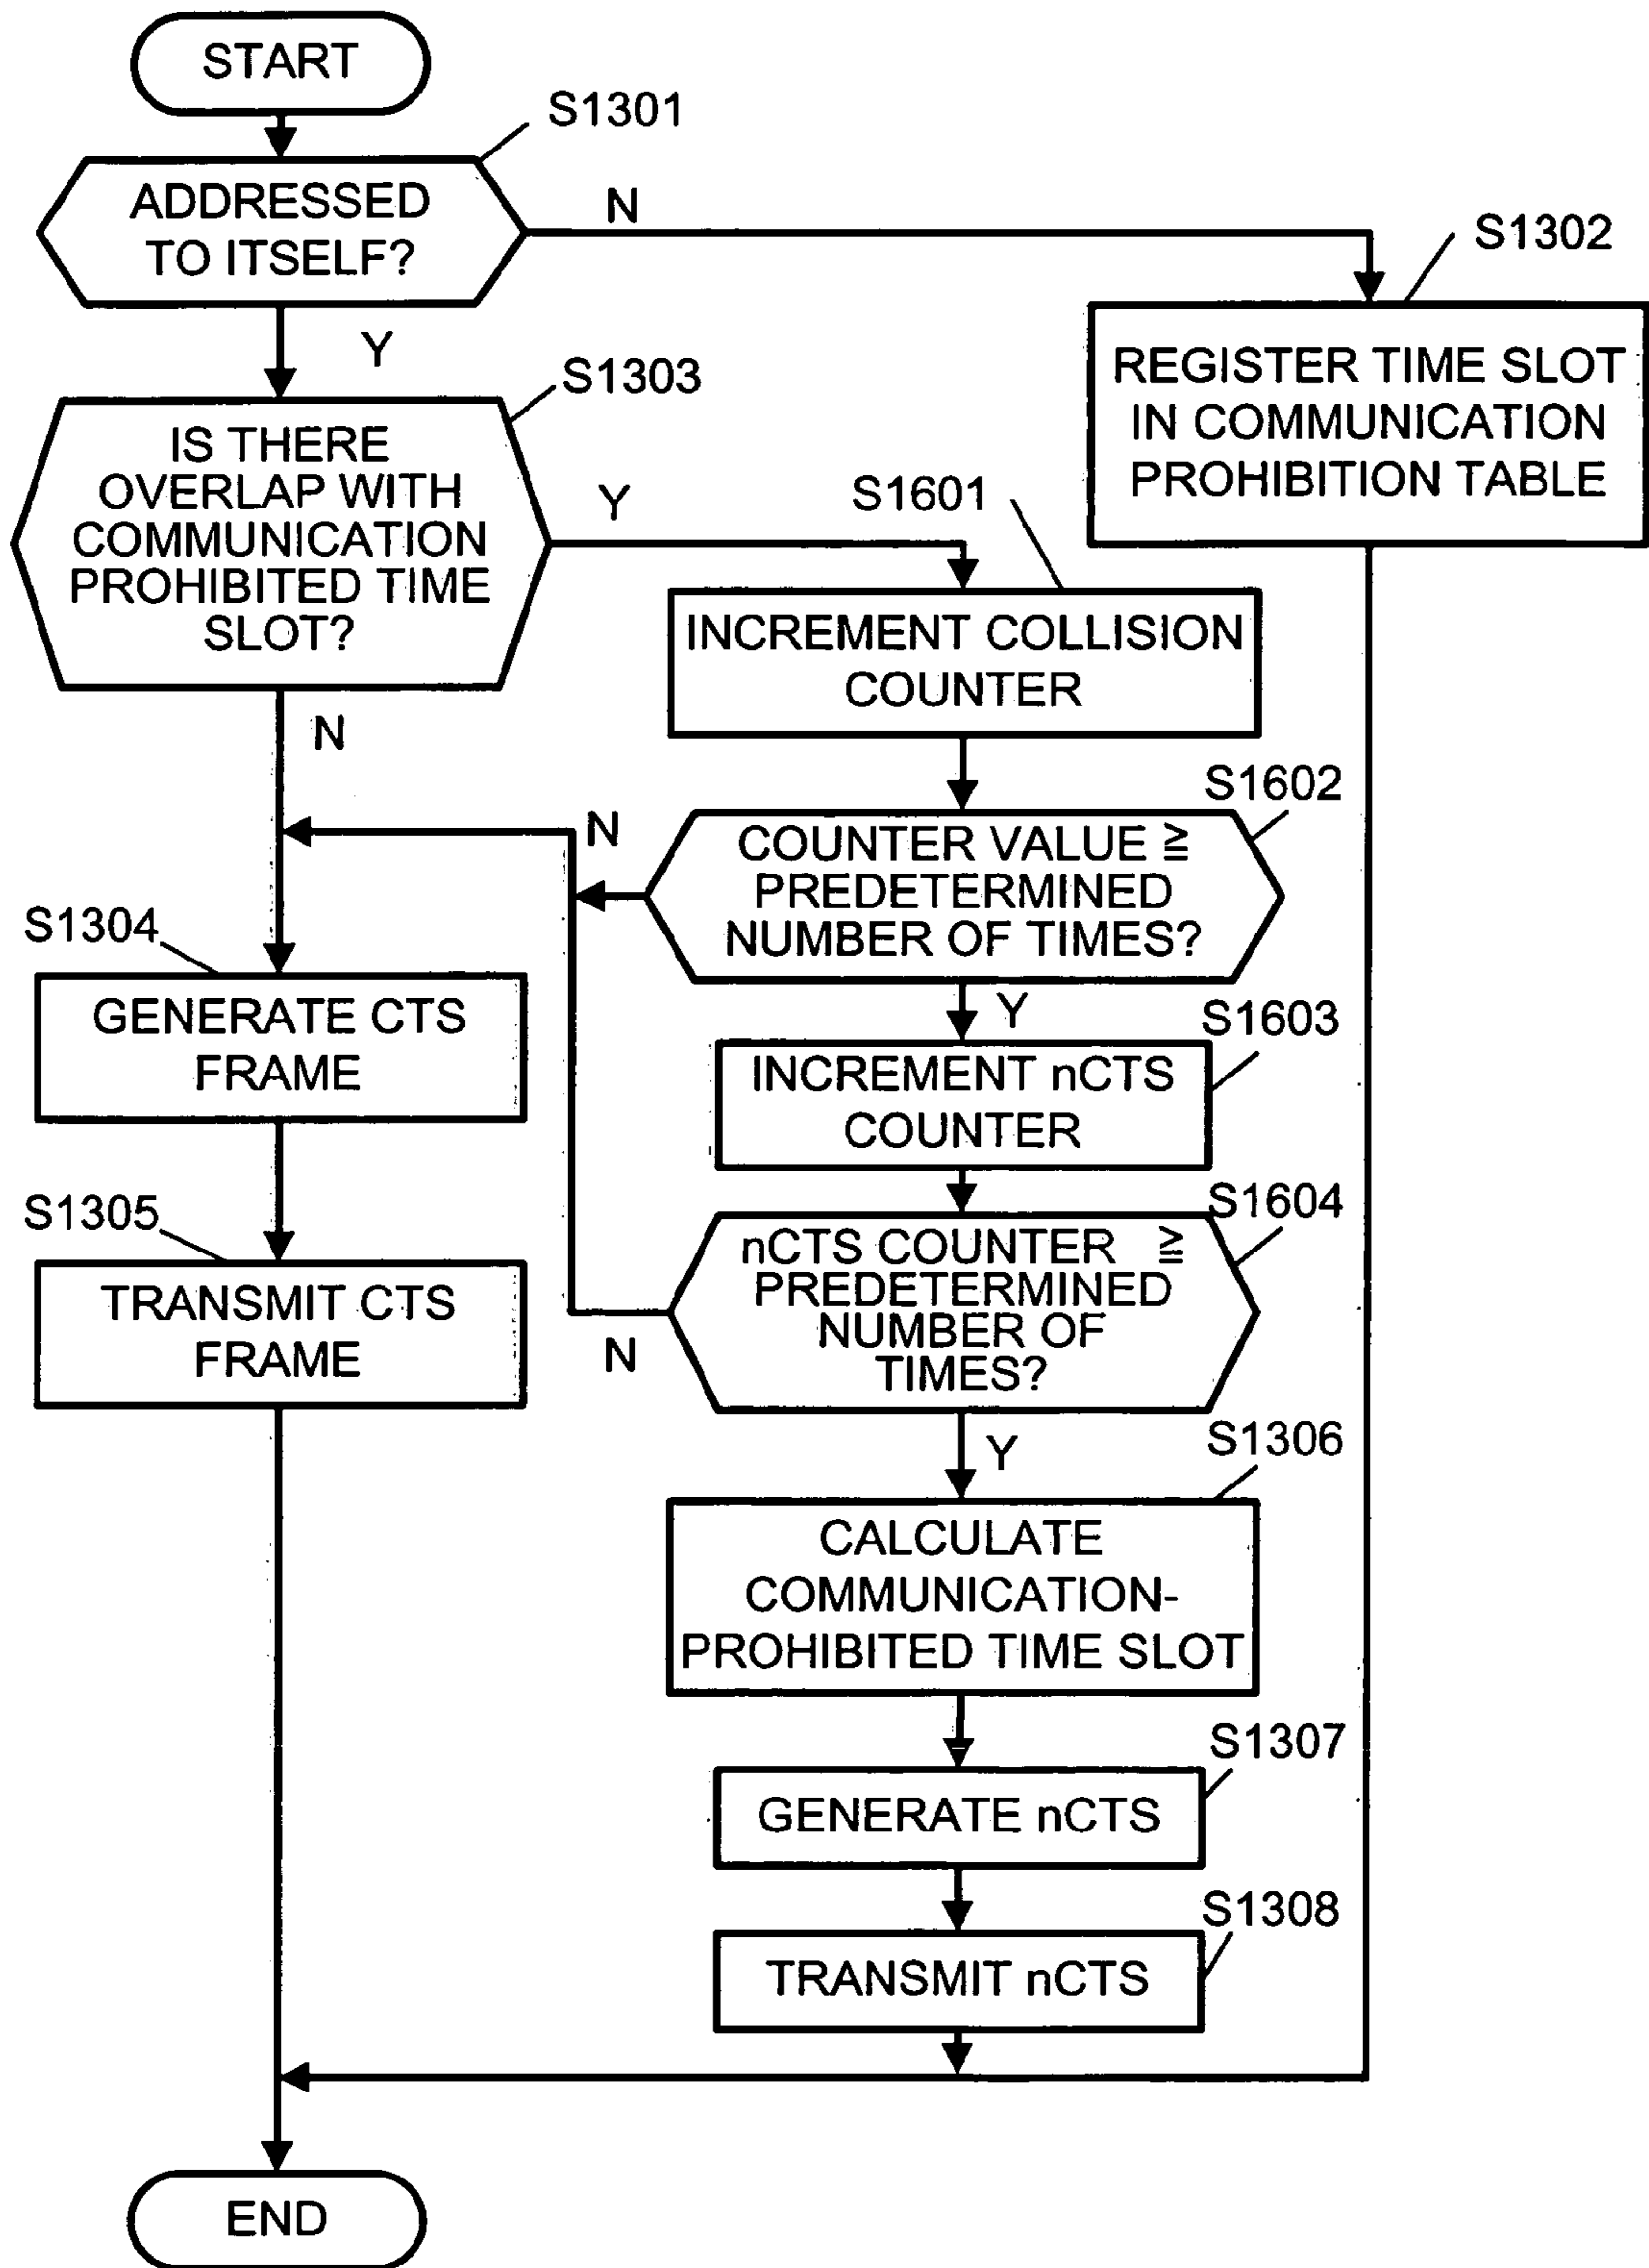 START
S1301
ADDRESSED
TO ITSELF?
N
S1302
Y
REGISTER TIME SLOT
IN COMMUNICATION
PROHIBITION TABLE
S1303
IS THERE
OVERLAP WITH
COMMUNICATION
PROHIBITED TIME
SLOT?
Y
S1601
INCREMENT COLLISION
COUNTER
N
S1602
COUNTER VALUE ≧
PREDETERMINED
NUMBER OF TIMES?
N
S1304
GENERATE CTS
FRAME
Y
S1603
INCREMENT nCTS
COUNTER
S1305
TRANSMIT CTS
FRAME
S1604
nCTS COUNTER ≧
PREDETERMINED
NUMBER OF
TIMES?
N
Y
S1306
CALCULATE
COMMUNICATION-
PROHIBITED TIME SLOT
S1307
GENERATE nCTS
S1308
TRANSMIT nCTS
END